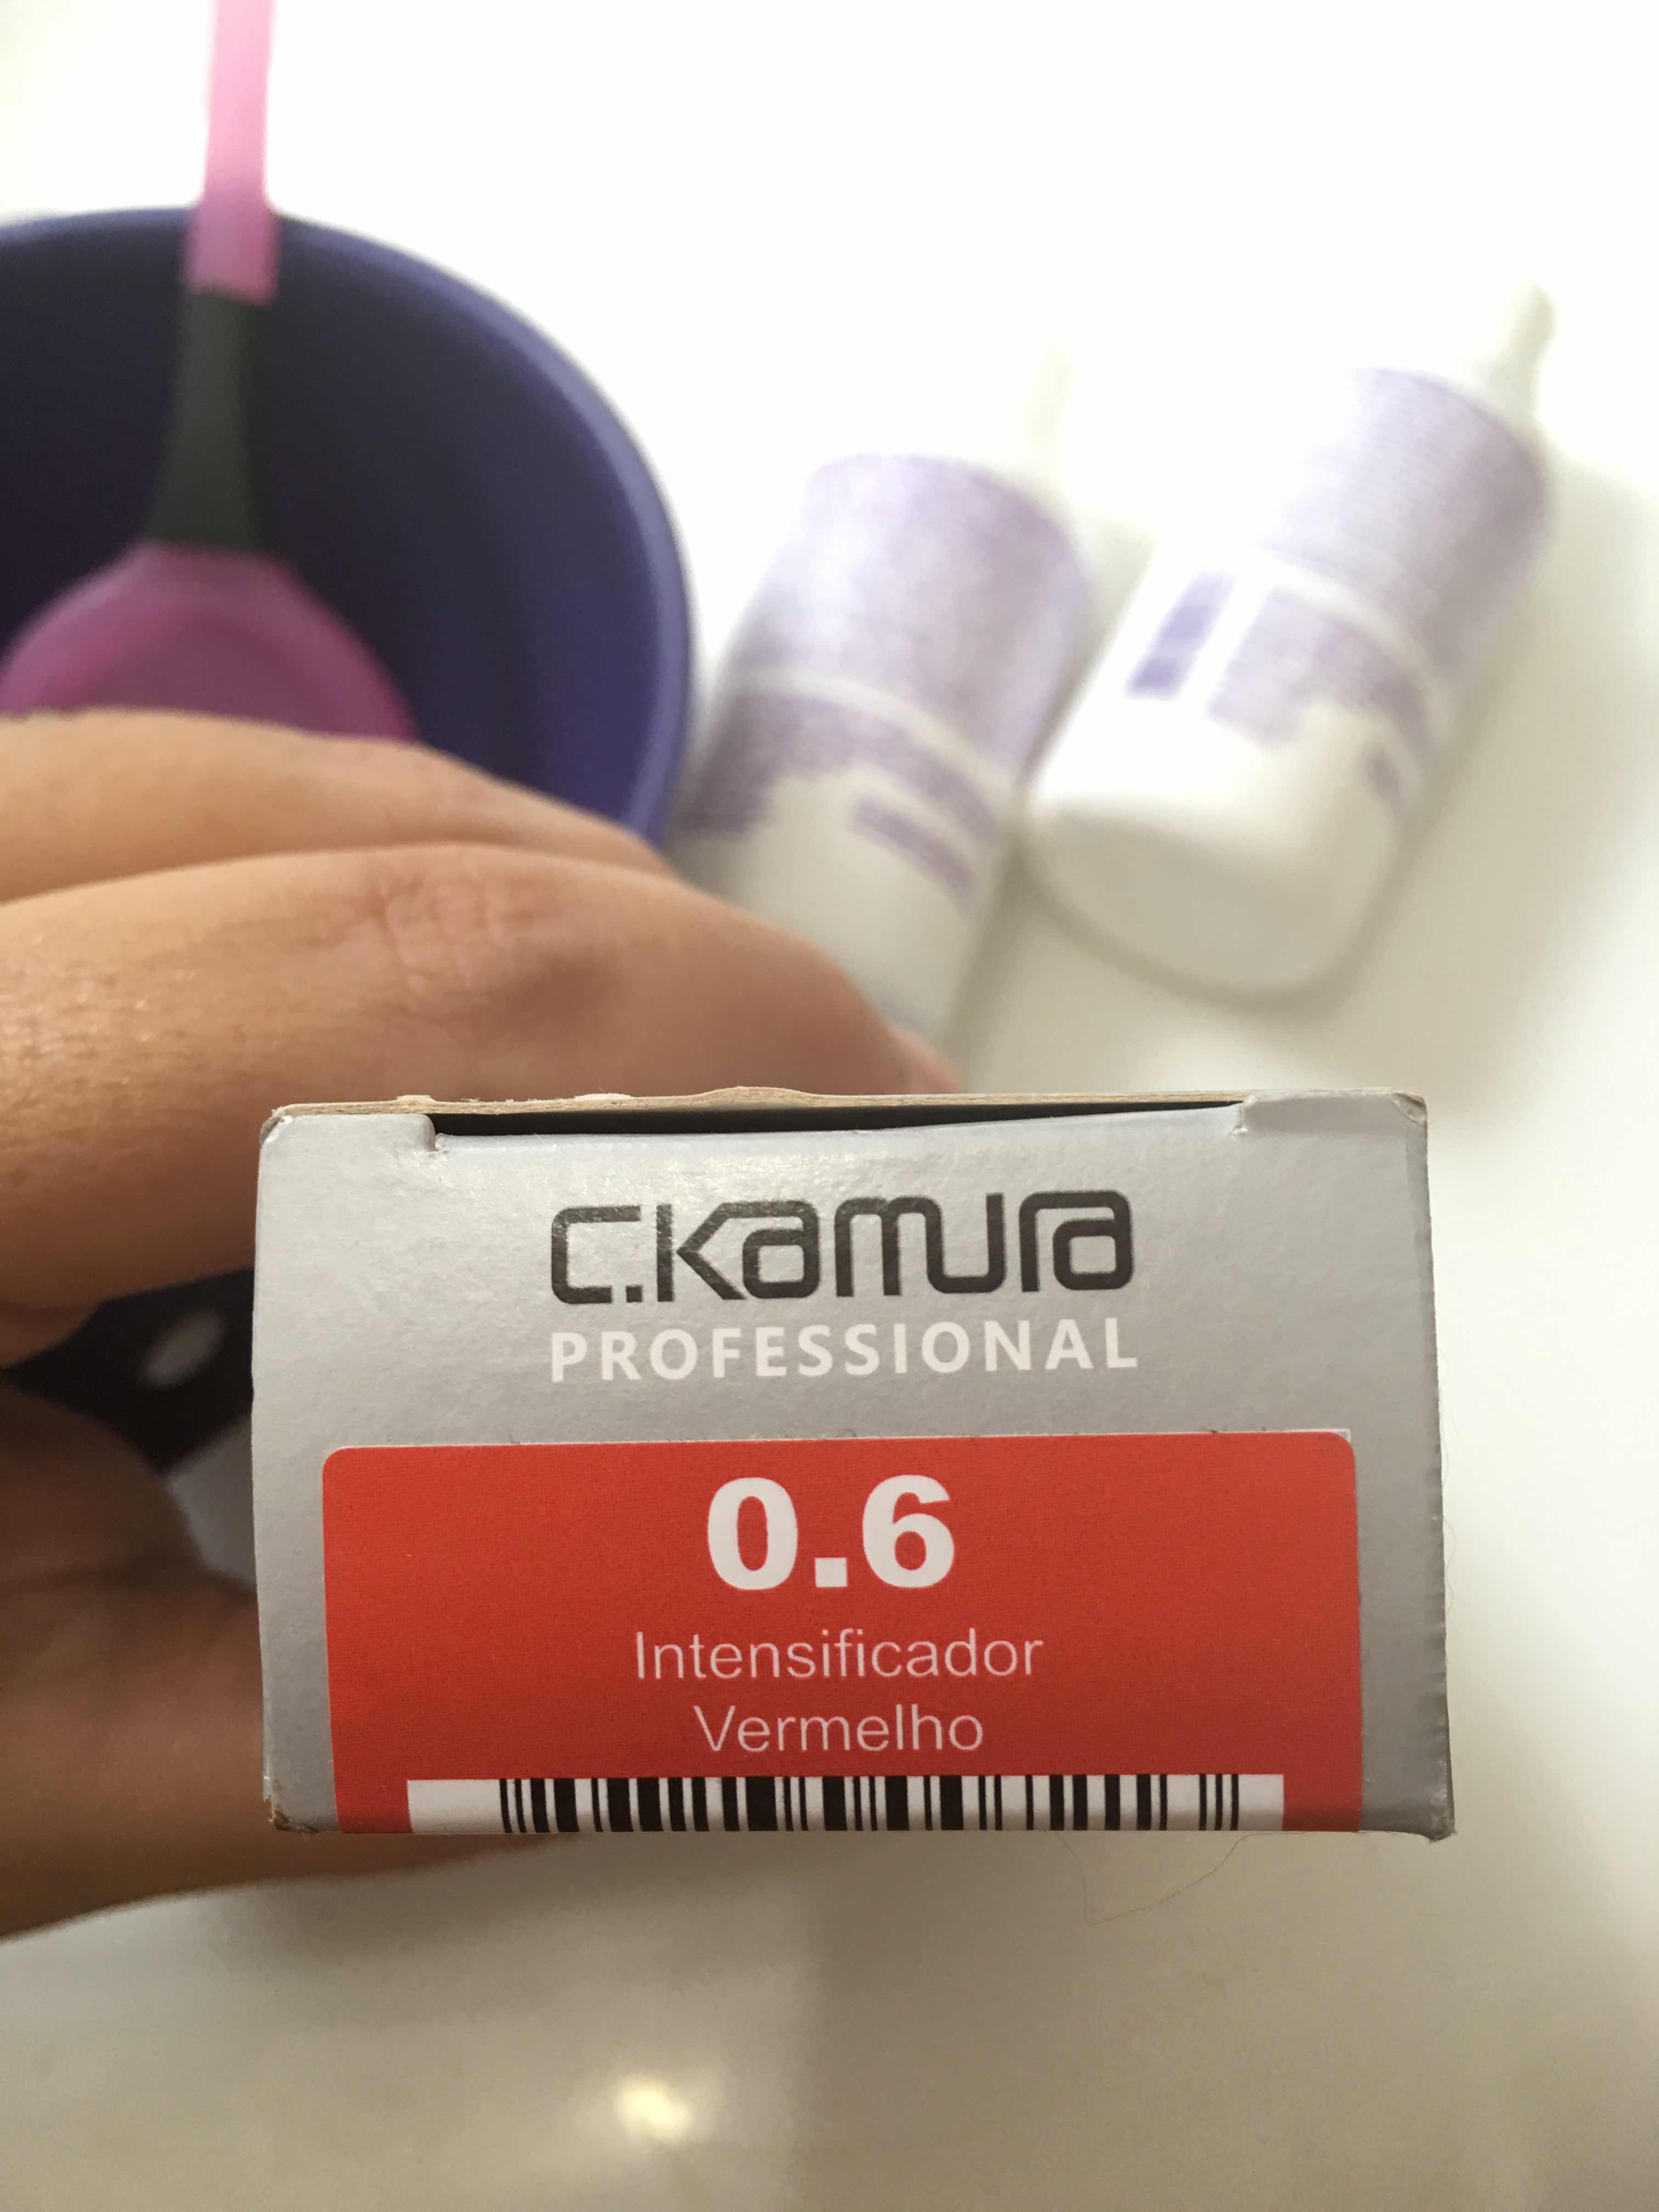 C.Kamura
PROFESSIONAL
0.6
Intensificador
Vermelho